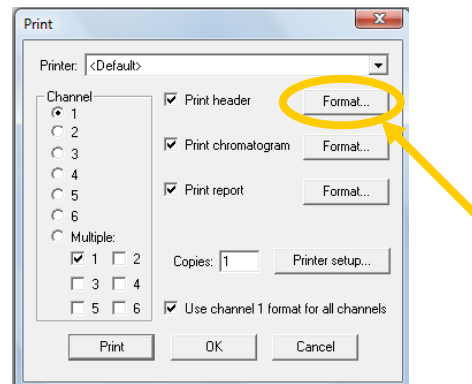 Print
Printer: <Default>
Channel
1
2
3
4
5
6
Multiple:
1 2
3 4
5 6
Print header Format...
Print chromatogram Format...
Print report Format...
Copies: 1 Printer setup...
Use channel 1 format for all channels
Print OK Cancel